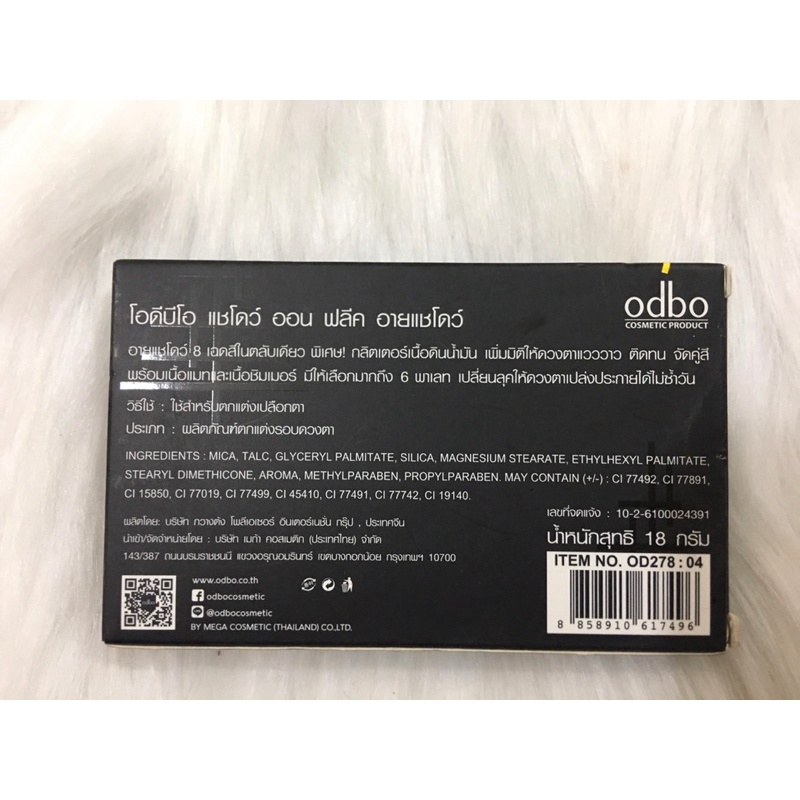 odbo
COSMETIC PRODUCT
โอดีบีโอ แชโดว์ ออน ฟลีค อายแชโดว์
อายแชโดว์ 8 เฉดสีในตลับเดียว พิเศษ! กลิตเตอร์เนื้อดินน้ำมัน เพิ่มมิติให้ดวงตาแวววาว ติดทน จัดคู่สี
พร้อมเนื้อแมทและเนื้อชิมเมอร์ มีให้เลือกมากถึง 6 พาเลท เปลี่ยนลุคให้ดวงตาเปล่งประกายได้ไม่ซ้ำวัน
วิธีใช้ : ใช้สำหรับตกแต่งเปลือกตา
ประเภท : ผลิตภัณฑ์ตกแต่งรอบดวงตา
INGREDIENTS : MICA, TALC, GLYCERYL PALMITATE, SILICA, MAGNESIUM STEARATE, ETHYLHEXYL PALMITATE,
STEARYL DIMETHICONE, AROMA, METHYLPARABEN, PROPYLPARABEN. MAY CONTAIN (+/-) : CI 77492, CI 77891,
CI 15850, CI 77019, CI 77499, CI 45410, CI 77491, CI 77742, CI 19140.
เลขที่จดแจ้ง : 10-2-6100024391
ผลิตโดย: บริษัท กวางตัง โพลีเอเชอร์ อินเตอร์เนชั่น กรุ๊ป , ประเทศจีน
นำเข้า/จัดจำหน่ายโดย : บริษัท เมก้า คอสเมติก (ประเทศไทย) จำกัด
143/387 ถนนบรมราชชนนี แขวงอรุณอมรินทร์ เขตบางกอกน้อย กรุงเทพฯ 10700
น้ำหนักสุทธิ 18 กรัม
ITEM NO. OD278 : 04
8 858910 617496
www.odbo.co.th
odbocosmetic
@odbocosmetic
BY MEGA COSMETIC (THAILAND) CO.,LTD.